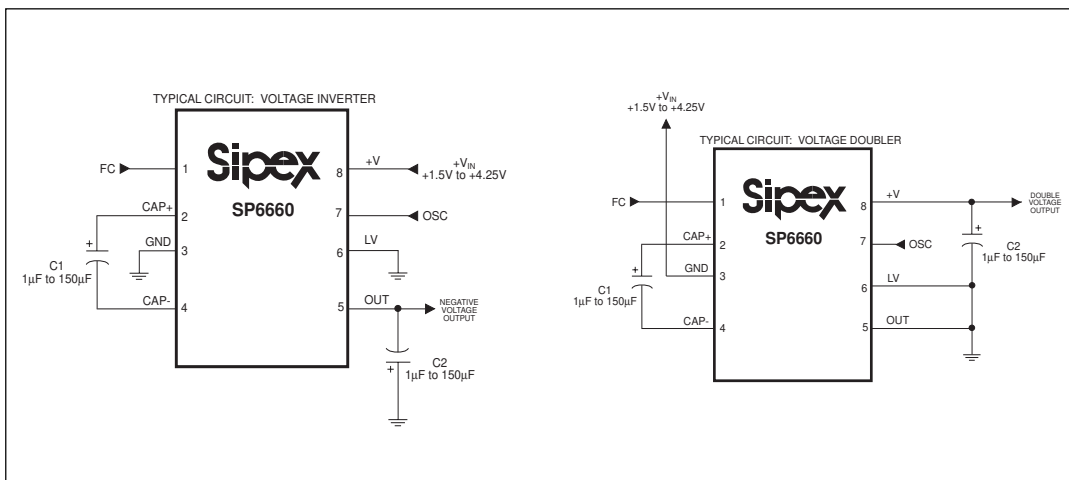 TYPICAL CIRCUIT: VOLTAGE INVERTER
Sipex
SP6660
FC
1
CAP+
2
GND
3
C1
1µF to 150µF
CAP-
4
8
+V
+VIN
+1.5V to +4.25V
7
OSC
6
LV
5
OUT
NEGATIVE
VOLTAGE
OUTPUT
C2
+
1µF to 150µF
+
+VIN
+1.5V to +4.25V
TYPICAL CIRCUIT: VOLTAGE DOUBLER
Sipex
SP6660
FC
1
CAP+
2
+
GND
3
C1
1µF to 150µF
CAP-
4
8
+V
DOUBLE
VOLTAGE
OUTPUT
+
7
OSC
C2
1µF to 150µF
LV
6
5
OUT